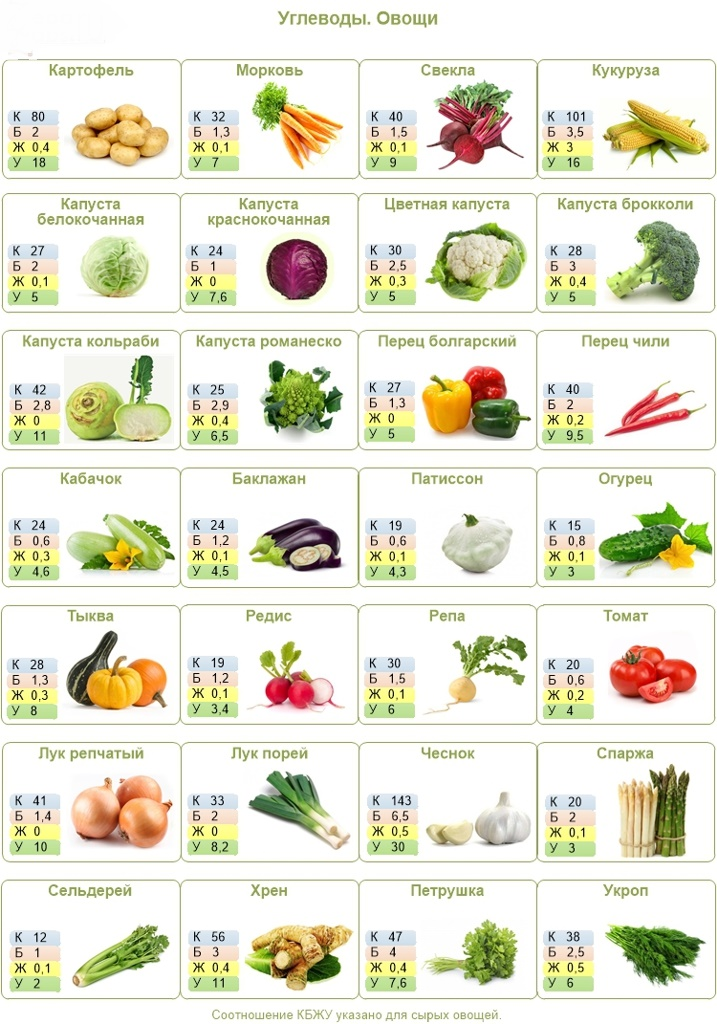 Углеводы. Овощи
Картофель
К 80
Б 2
Ж 0,4
У 18
Морковь
К 32
Б 1,3
Ж 0,1
У 7
Свекла
К 40
Б 1,5
Ж 0,1
У 9
Кукуруза
К 101
Б 3,5
Ж 3
У 16
Капуста
белокочанная
К 27
Б 2
Ж 0,1
У 5
Капуста
краснокочанная
К 24
Б 1
Ж 0
У 7,6
Цветная капуста
К 30
Б 2,5
Ж 0,3
У 5
Капуста брокколи
К 28
Б 3
Ж 0,4
У 5
Капуста кольраби
К 42
Б 2,8
Ж 0
У 11
Капуста романеско
К 25
Б 2,9
Ж 0,4
У 6,5
Перец болгарский
К 27
Б 1,3
Ж 0
У 5
Перец чили
К 40
Б 2
Ж 0,2
У 9,5
Кабачок
К 24
Б 0,6
Ж 0,3
У 4,6
Баклажан
К 24
Б 1,2
Ж 0,1
У 4,5
Патиссон
К 19
Б 0,6
Ж 0,1
У 4,3
Огурец
К 15
Б 0,8
Ж 0,1
У 3
Тыква
К 28
Б 1,3
Ж 0,3
У 8
Редис
К 19
Б 1,2
Ж 0,1
У 3,4
Репа
К 30
Б 1,5
Ж 0,1
У 6
Томат
К 20
Б 0,6
Ж 0,2
У 4
Лук репчатый
К 41
Б 1,4
Ж 0
У 10
Лук порей
К 33
Б 2
Ж 0
У 8,2
Чеснок
К 143
Б 6,5
Ж 0,5
У 30
Спаржа
К 20
Б 2
Ж 0,1
У 3
Сельдерей
К 12
Б 1
Ж 0,1
У 2
Хрен
К 56
Б 3
Ж 0,4
У 11
Петрушка
К 47
Б 4
Ж 0,4
У 7,6
Укроп
К 38
Б 2,5
Ж 0,5
У 6
Соотношение КБЖУ указано для сырых овощей.